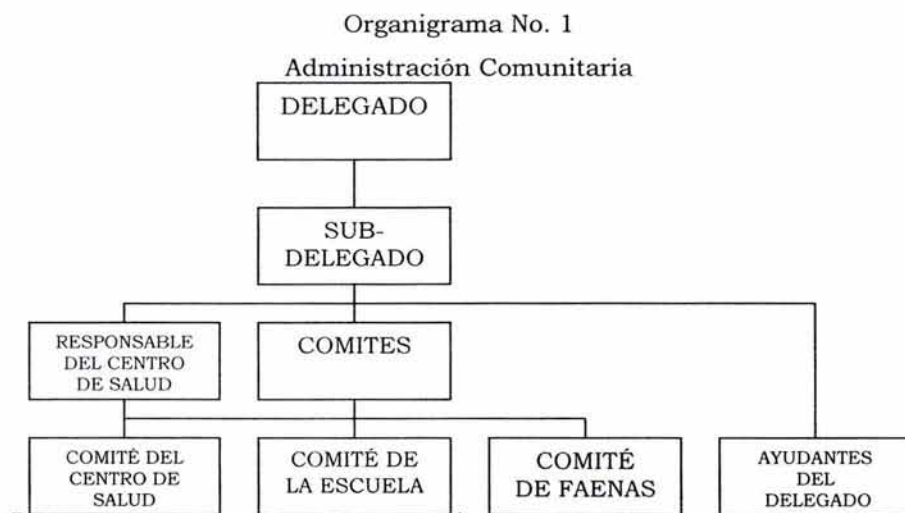 Organigrama No. 1
Administración Comunitaria
DELEGADO
SUB-
DELEGADO
RESPONSABLE
DEL CENTRO
DE SALUD
COMITES
COMITÉ DEL
CENTRO DE
SALUD
COMITÉ DE
LA ESCUELA
COMITÉ
DE FAENAS
AYUDANTES
DEL
DELEGADO